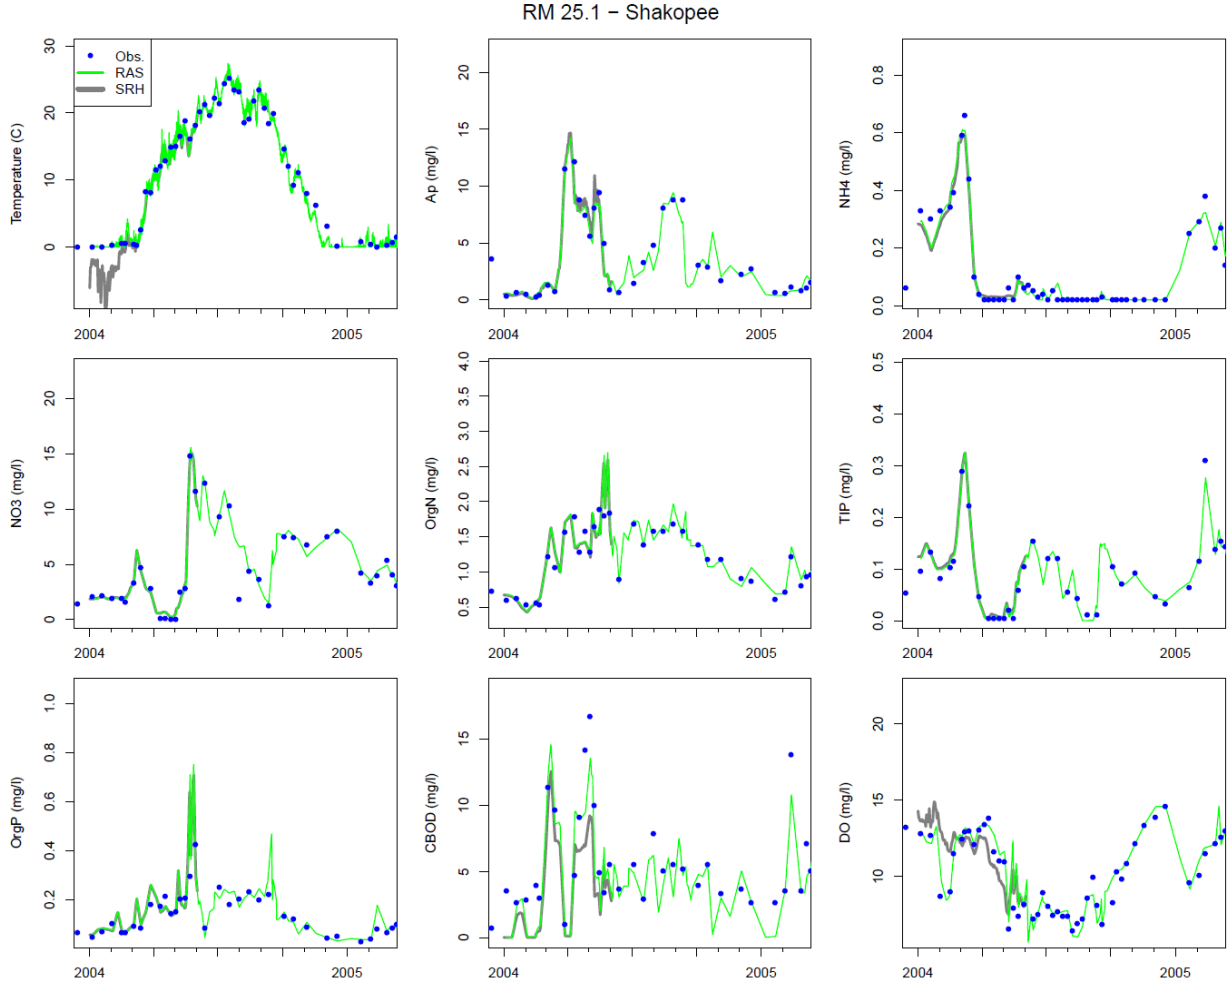 RM 25.1 − Shakopee
Obs.
RAS
SRH
Temperature (C)
0 10 20 30
2004 2005
Ap (mg/l)
0 5 10 15 20
2004 2005
NH4 (mg/l)
0.0 0.2 0.4 0.6 0.8
2004 2005
NO3 (mg/l)
0 5 10 15 20
2004 2005
OrgN (mg/l)
0.5 1.0 1.5 2.0 2.5 3.0 3.5 4.0
2004 2005
TIP (mg/l)
0.0 0.1 0.2 0.3 0.4 0.5
2004 2005
OrgP (mg/l)
0.2 0.4 0.6 0.8 1.0
2004 2005
CBOD (mg/l)
0 5 10 15
2004 2005
DO (mg/l)
10 15 20
2004 2005